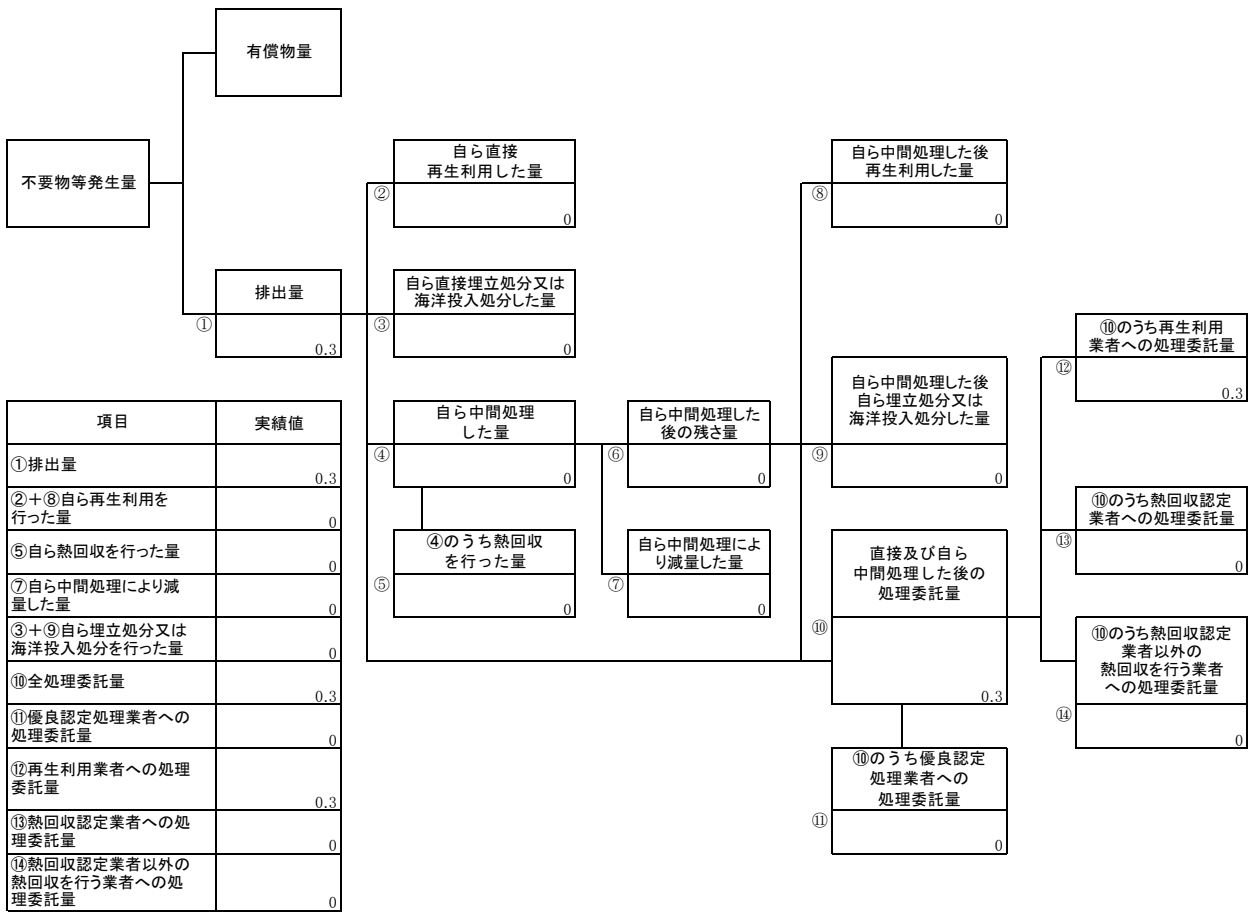 有償物量
不要物等発生量
自ら直接
再生利用した量
②
0
自ら中間処理した後
再生利用した量
⑧
0
排出量
①
0.3
自ら直接埋立処分又は
海洋投入処分した量
③
0
⑩のうち再生利用
業者への処理委託量
⑫
0.3
自ら中間処理
した量
④
0
自ら中間処理した
後の残さ量
⑥
0
自ら中間処理した後
自ら埋立処分又は
海洋投入処分した量
⑨
0
④のうち熱回収
を行った量
⑤
0
自ら中間処理によ
り減量した量
⑦
0
直接及び自ら
中間処理した後の
処理委託量
⑩
0.3
⑩のうち熱回収認定
業者への処理委託量
⑬
0
⑩のうち熱回収認定
業者以外の
熱回収を行う業者
への処理委託量
⑭
0
⑩のうち優良認定
処理業者への
処理委託量
⑪
0
項目 実績値
①排出量
0.3
②+⑧自ら再生利用を
行った量
0
⑤自ら熱回収を行った量
0
⑦自ら中間処理により減
量した量
0
③+⑨自ら埋立処分又は
海洋投入処分を行った量
0
⑩全処理委託量
0.3
⑪優良認定処理業者への
処理委託量
0
⑫再生利用業者への処理
委託量
0.3
⑬熱回収認定業者への処
理委託量
0
⑭熱回収認定業者以外の
熱回収を行う業者への処
理委託量
0